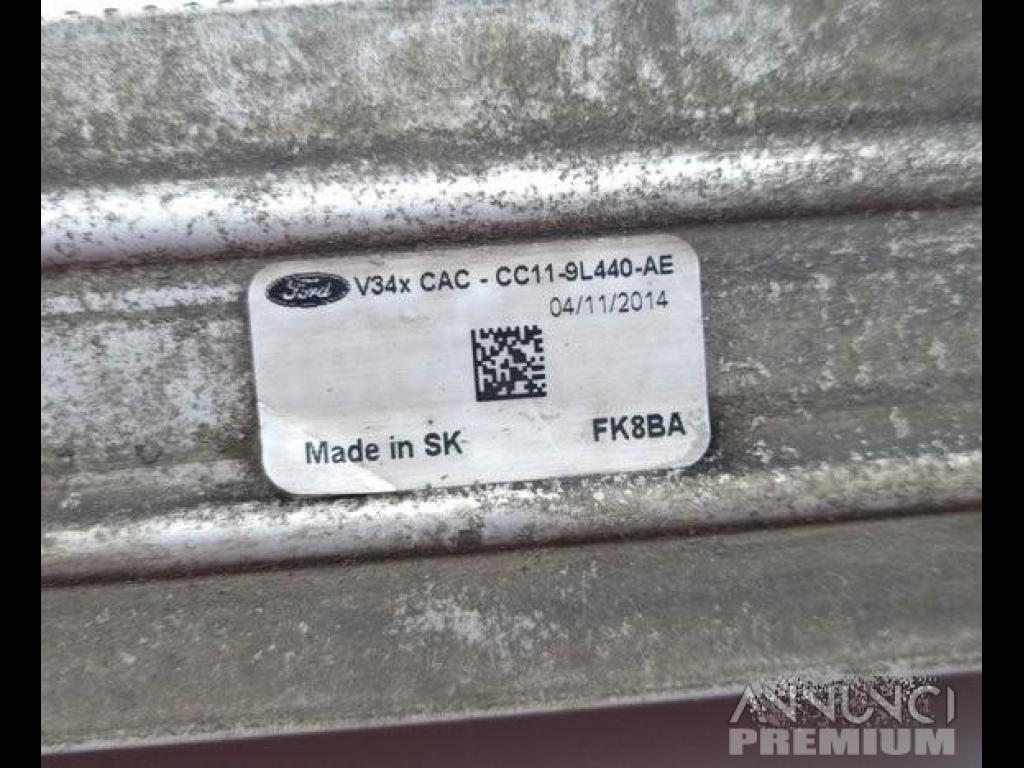 Ford V34x CAC - CC11-9L440-AE
04/11/2014
Made in SK FK8BA
ANNUNCI
PREMIUM